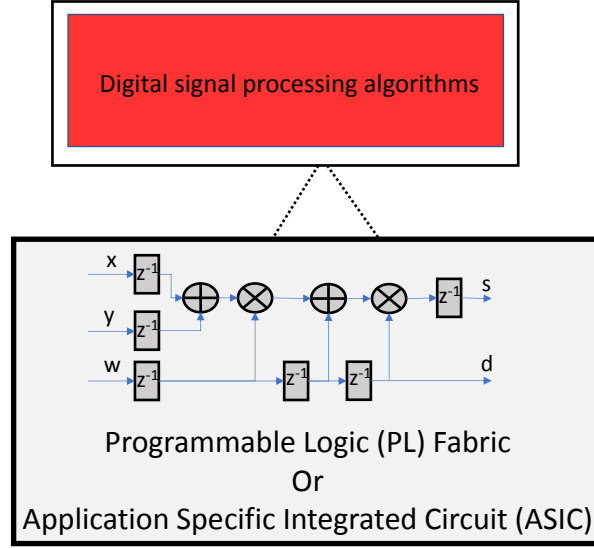 Digital signal processing algorithms
x
z⁻¹
y
z⁻¹
w
z⁻¹
z⁻¹
z⁻¹
z⁻¹
s
d
Programmable Logic (PL) Fabric
Or
Application Specific Integrated Circuit (ASIC)